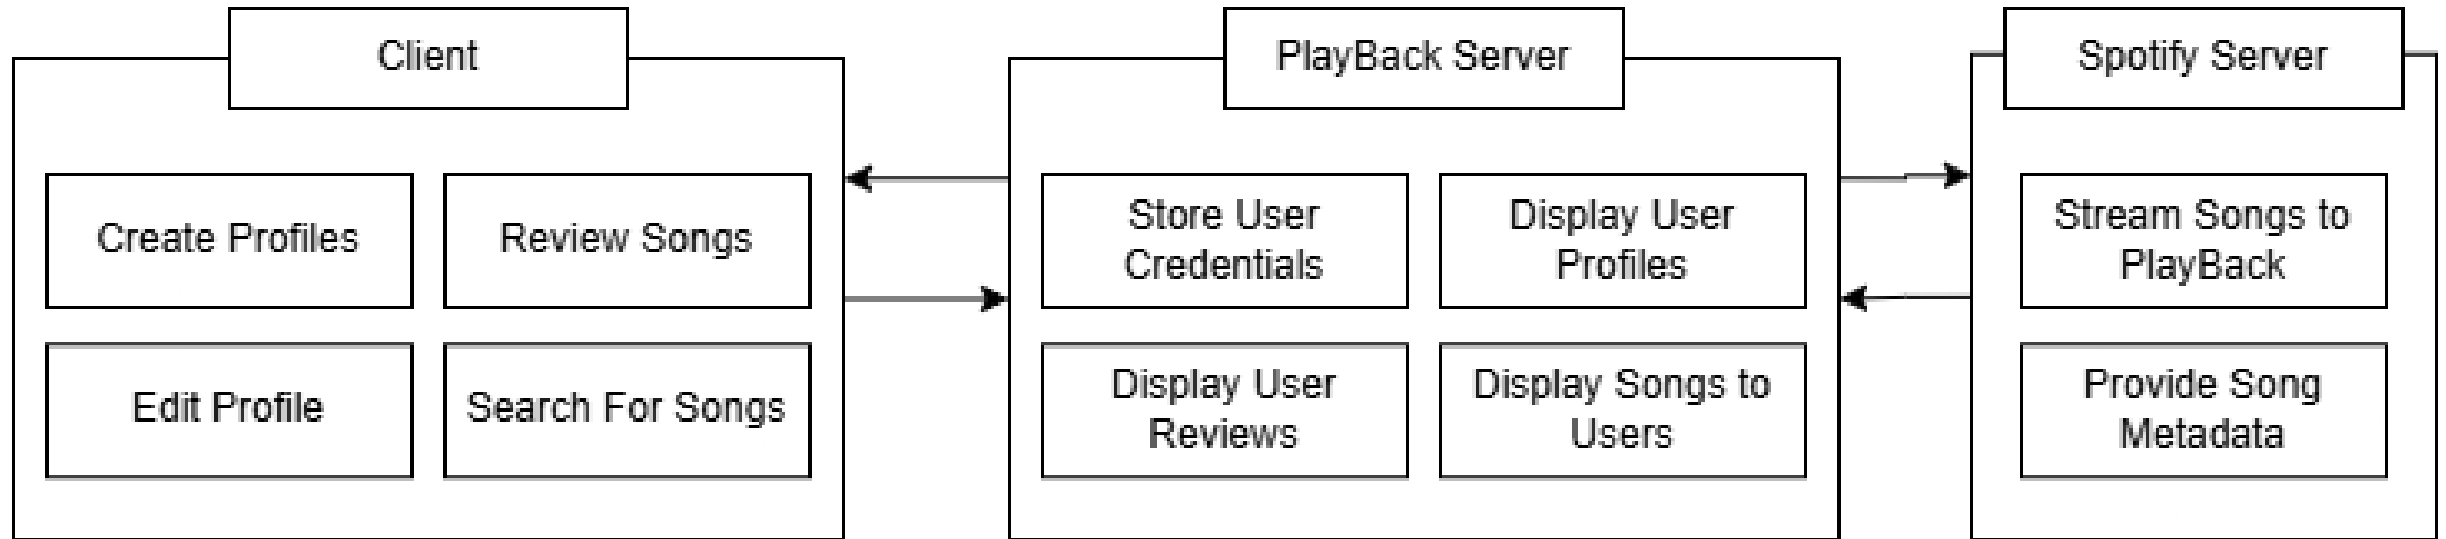 Client
Create Profiles
Review Songs
Edit Profile
Search For Songs
PlayBack Server
Store User
Credentials
Display User
Profiles
Display User
Reviews
Display Songs to
Users
Spotify Server
Stream Songs to
PlayBack
Provide Song
Metadata